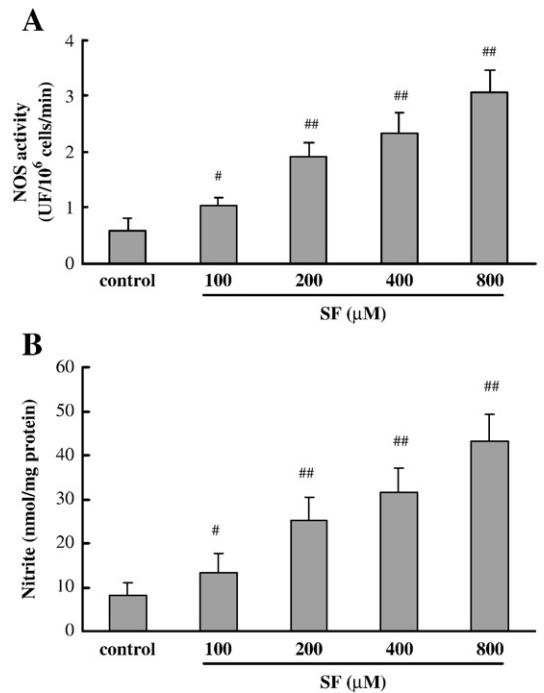 A
NOS activity
(UF/10⁶ cells/min)
4
3
2
1
0
#
##
##
##
control 100 200 400 800
SF (μM)
B
Nitrite (nmol/mg protein)
60
50
40
30
20
10
0
#
##
##
##
control 100 200 400 800
SF (μM)